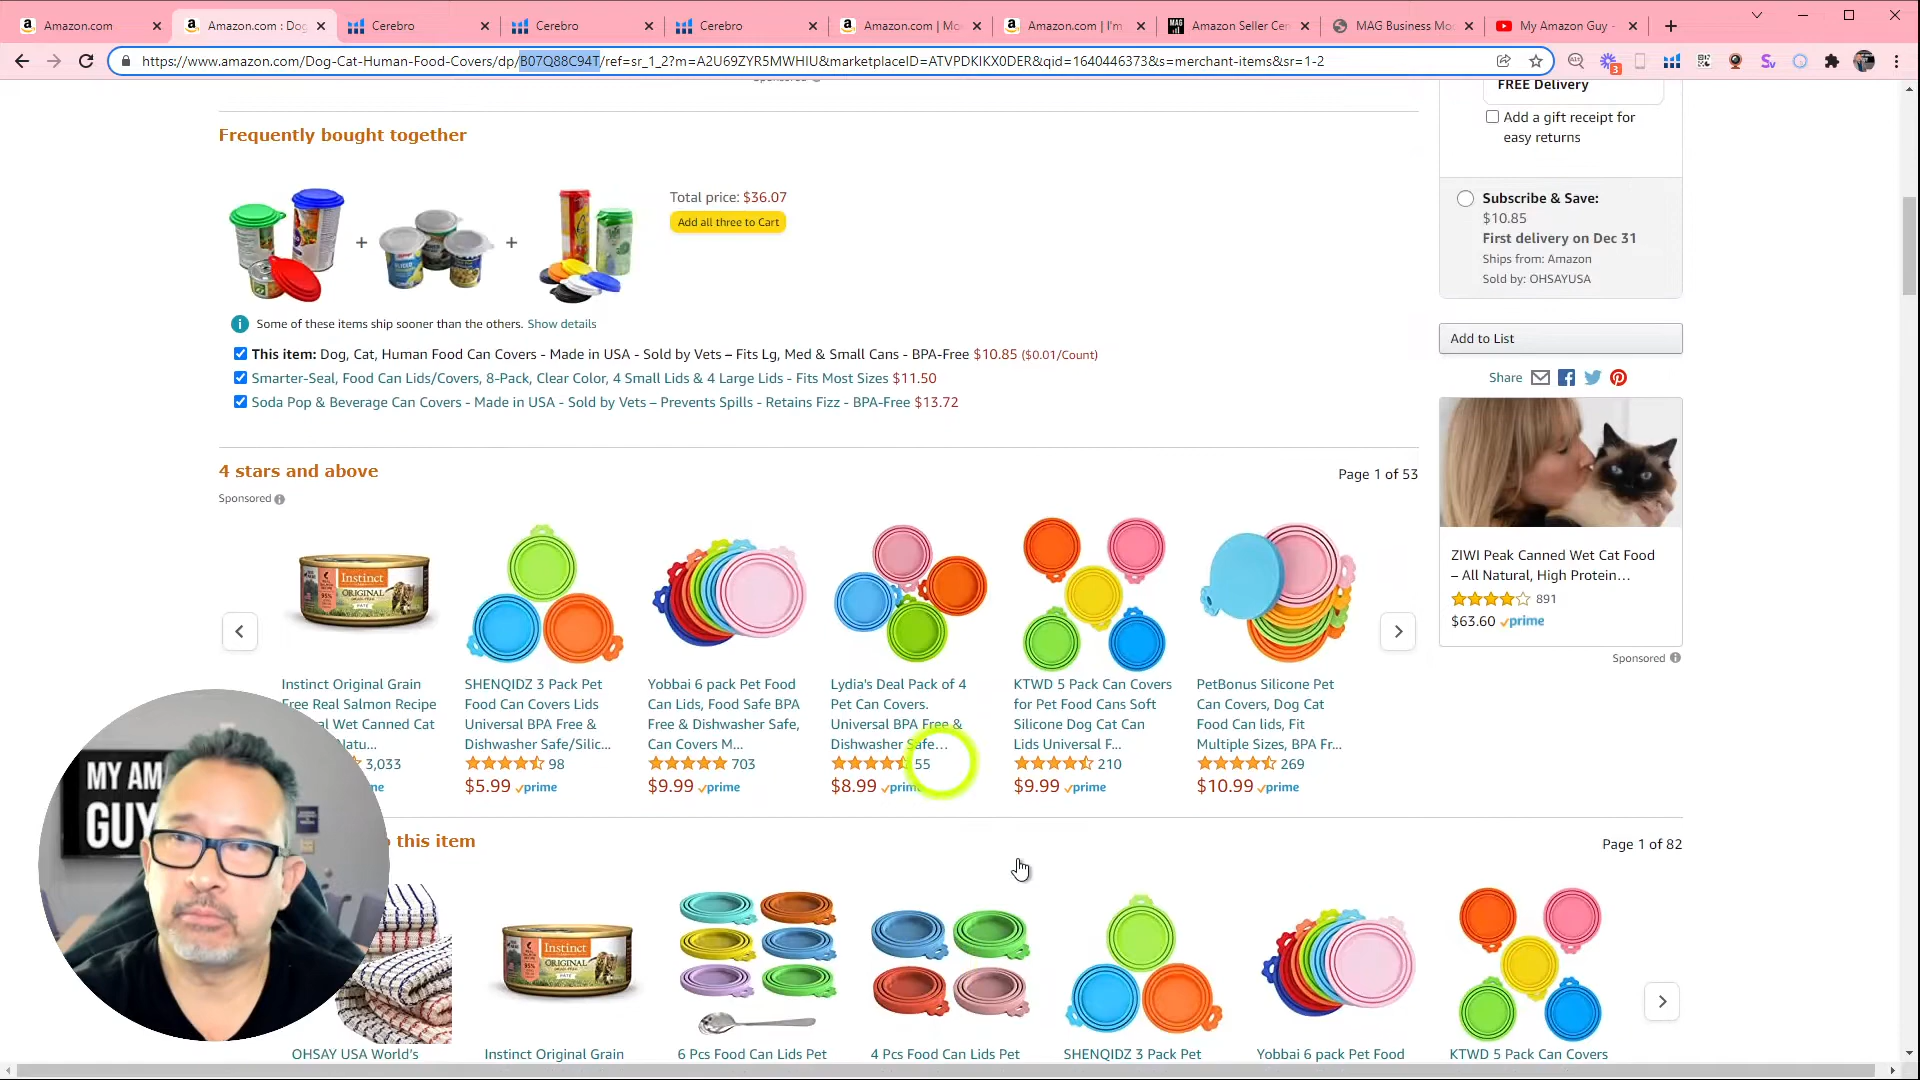 Amazon.com
Amazon.com : Dog
Cerebro
Cerebro
Cerebro
Amazon.com | Mo
Amazon.com | I'm
Amazon Seller Cen
MAG Business Mod
My Amazon Guy -
https://www.amazon.com/Dog-Cat-Human-Food-Covers/dp/B07Q88C94T/ref=sr_1_2?m=A2U69ZYR5MWHIU&marketplaceID=ATVPDKIKX0DER&qid=1640446373&s=merchant-items&sr=1-2
3
FREE Delivery
Add a gift receipt for
easy returns
Frequently bought together
Total price: $36.07
Add all three to Cart
Subscribe & Save:
$10.85
First delivery on Dec 31
Ships from: Amazon
Sold by: OHSAYUSA
Some of these items ship sooner than the others. Show details
This item: Dog, Cat, Human Food Can Covers - Made in USA - Sold by Vets – Fits Lg, Med & Small Cans - BPA-Free $10.85 ($0.01/Count)
Smarter-Seal, Food Can Lids/Covers, 8-Pack, Clear Color, 4 Small Lids & 4 Large Lids - Fits Most Sizes $11.50
Soda Pop & Beverage Can Covers - Made in USA - Sold by Vets – Prevents Spills - Retains Fizz - BPA-Free $13.72
Add to List
Share
4 stars and above
Page 1 of 53
Sponsored
Instinct
ORIGINAL
Instinct Original Grain
Free Real Salmon Recipe
al Wet Canned Cat
Natu...
3,033
SHENQIDZ 3 Pack Pet
Food Can Covers Lids
Universal BPA Free &
Dishwasher Safe/Silic...
98
$5.99 prime
Yobbai 6 pack Pet Food
Can Lids, Food Safe BPA
Free & Dishwasher Safe,
Can Covers M...
703
$9.99 prime
Lydia's Deal Pack of 4
Pet Can Covers.
Universal BPA Free &
Dishwasher Safe...
55
$8.99 prime
KTWD 5 Pack Can Covers
for Pet Food Cans Soft
Silicone Dog Cat Can
Lids Universal F...
210
$9.99 prime
PetBonus Silicone Pet
Can Covers, Dog Cat
Food Can lids, Fit
Multiple Sizes, BPA Fr...
269
$10.99 prime
ZIWI Peak Canned Wet Cat Food
– All Natural, High Protein...
891
$63.60 prime
Sponsored
MY AM
GUY
this item
Page 1 of 82
Instinct
ORIGINAL
OHSAY USA World's
Instinct Original Grain
6 Pcs Food Can Lids Pet
4 Pcs Food Can Lids Pet
SHENQIDZ 3 Pack Pet
Yobbai 6 pack Pet Food
KTWD 5 Pack Can Covers